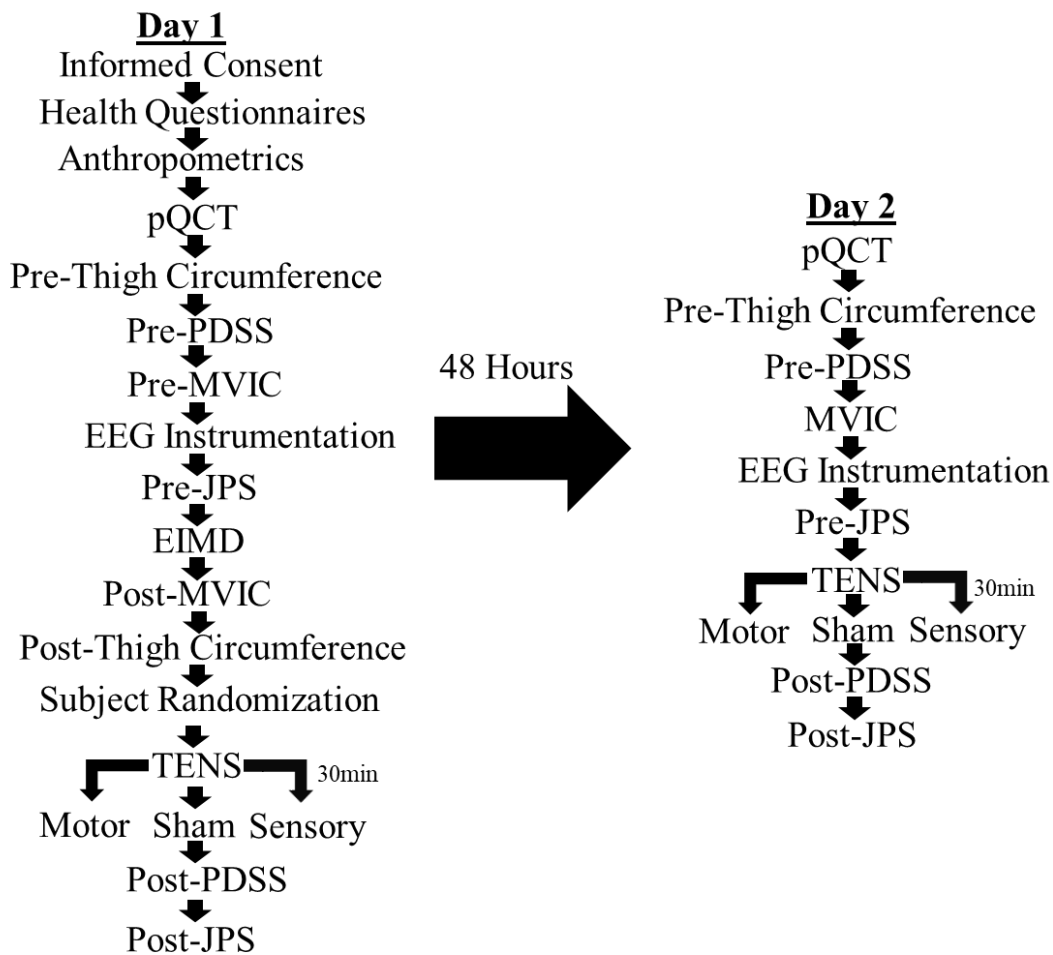 Day 1
Informed Consent
Health Questionnaires
Anthropometrics
pQCT
Pre-Thigh Circumference
Pre-PDSS
Pre-MVIC
EEG Instrumentation
Pre-JPS
EIMD
Post-MVIC
Post-Thigh Circumference
Subject Randomization
TENS
30min
Motor Sham Sensory
Post-PDSS
Post-JPS
48 Hours
Day 2
pQCT
Pre-Thigh Circumference
Pre-PDSS
MVIC
EEG Instrumentation
Pre-JPS
TENS
30min
Motor Sham Sensory
Post-PDSS
Post-JPS